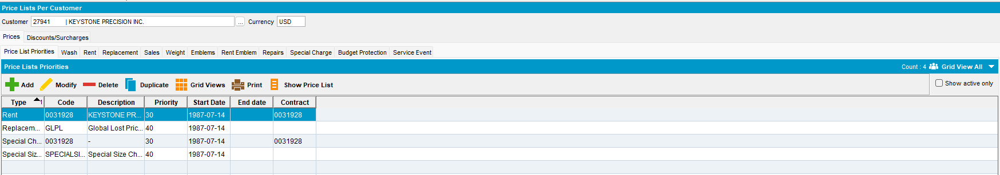 Price Lists Per Customer
Customer 27941 | KEYSTONE PRECISION INC. ... Currency USD
Prices Discounts/Surcharges
Price List Priorities Wash Rent Replacement Sales Weight Emblems Rent Emblem Repairs Special Charge Budget Protection Service Event
Price Lists Priorities Count : 4 Grid View All
Add Modify Delete Duplicate Grid Views Print Show Price List Show active only
Type 1 Code Description Priority Start Date End date Contract
Rent 0031928 KEYSTONE PR... 30 1987-07-14 0031928
Replacem... GLPL Global Lost Pric... 40 1987-07-14
Special Ch... 0031928 - 30 1987-07-14 0031928
Special Siz... SPECIALSI... Special Size Ch... 40 1987-07-14